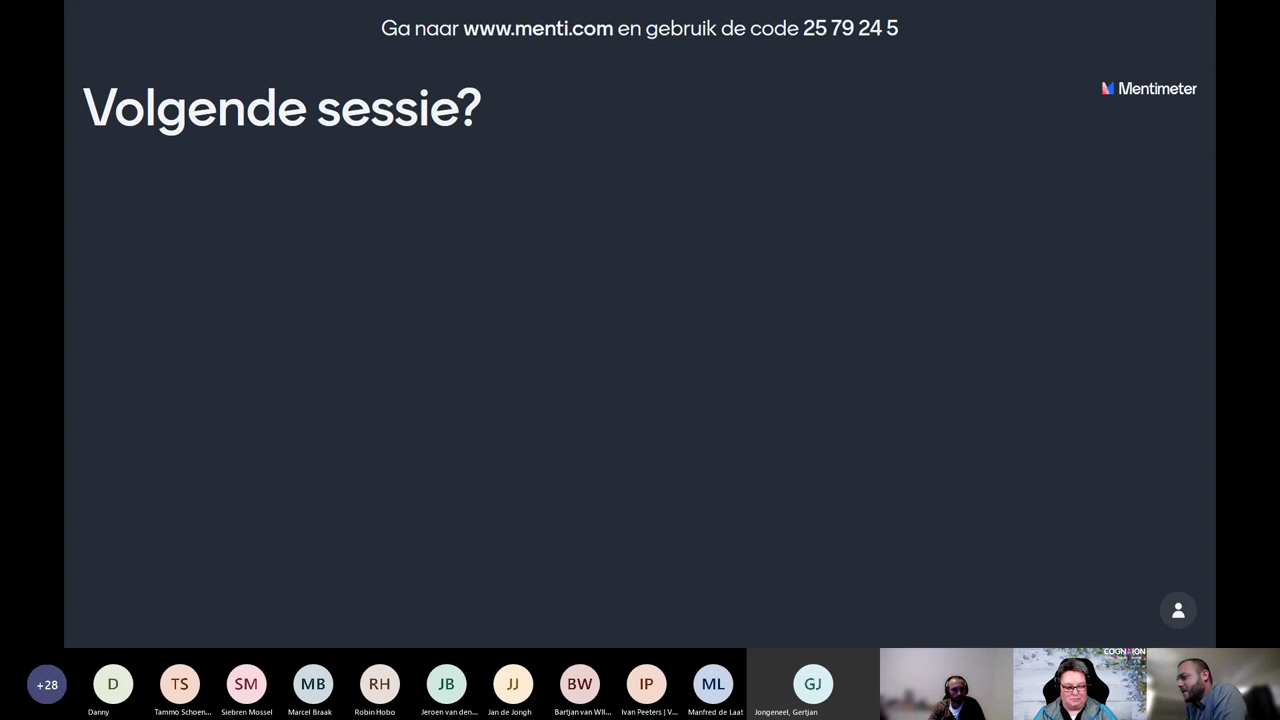 Ga naar www.menti.com en gebruik de code 25 79 24 5
Mentimeter
Volgende sessie?
+28
D
TS
SM
MB
RH
JB
JJ
BW
IP
ML
GJ
Danny
Tammo Schoen...
Siebren Mossel
Marcel Braak
Robin Hobo
Jeroen van den...
Jan de Jongh
Bartjan van Wil...
Ivan Peeters | V...
Manfred de Laat
Jongeneel, Gertjan